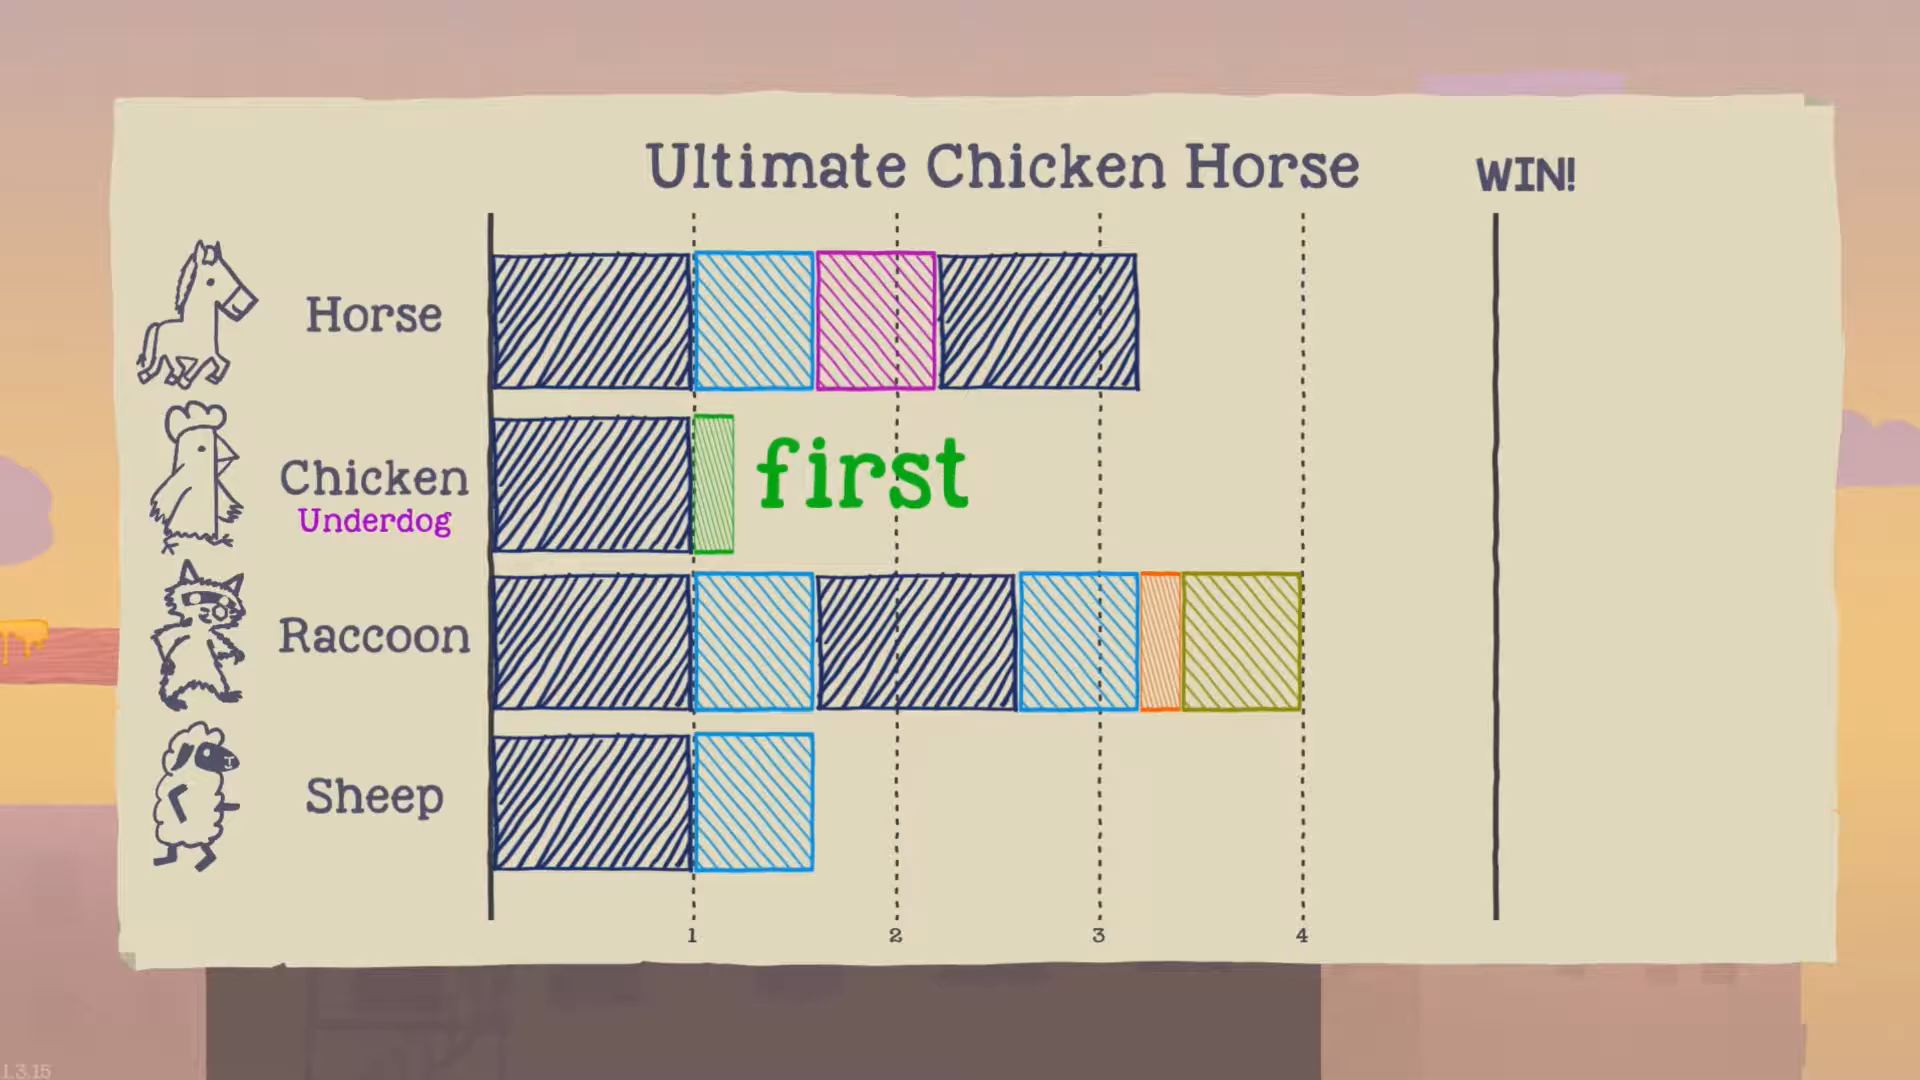 Ultimate Chicken Horse
WIN!
Horse
Chicken
Underdog
first
Raccoon
Sheep
1 2 3 4
1.3.15